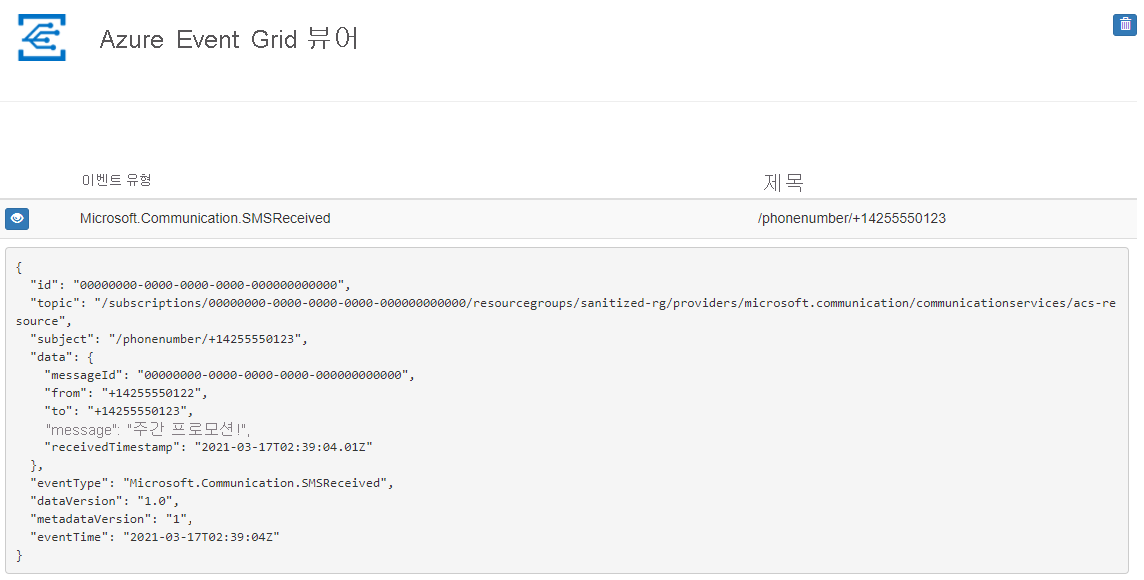 Azure Event Grid 뷰어
이벤트 유형 제목
Microsoft.Communication.SMSReceived /phonenumber/+14255550123
{
"id": "00000000-0000-0000-0000-000000000000",
"topic": "/subscriptions/00000000-0000-0000-0000-000000000000/resourcegroups/sanitized-rg/providers/microsoft.communication/communicationservices/acs-re
source",
"subject": "/phonenumber/+14255550123",
"data": {
"messageId": "00000000-0000-0000-0000-000000000000",
"from": "+14255550122",
"to": "+14255550123",
"message": "주간 프로모션!",
"receivedTimestamp": "2021-03-17T02:39:04.01Z"
},
"eventType": "Microsoft.Communication.SMSReceived",
"dataVersion": "1.0",
"metadataVersion": "1",
"eventTime": "2021-03-17T02:39:04Z"
}